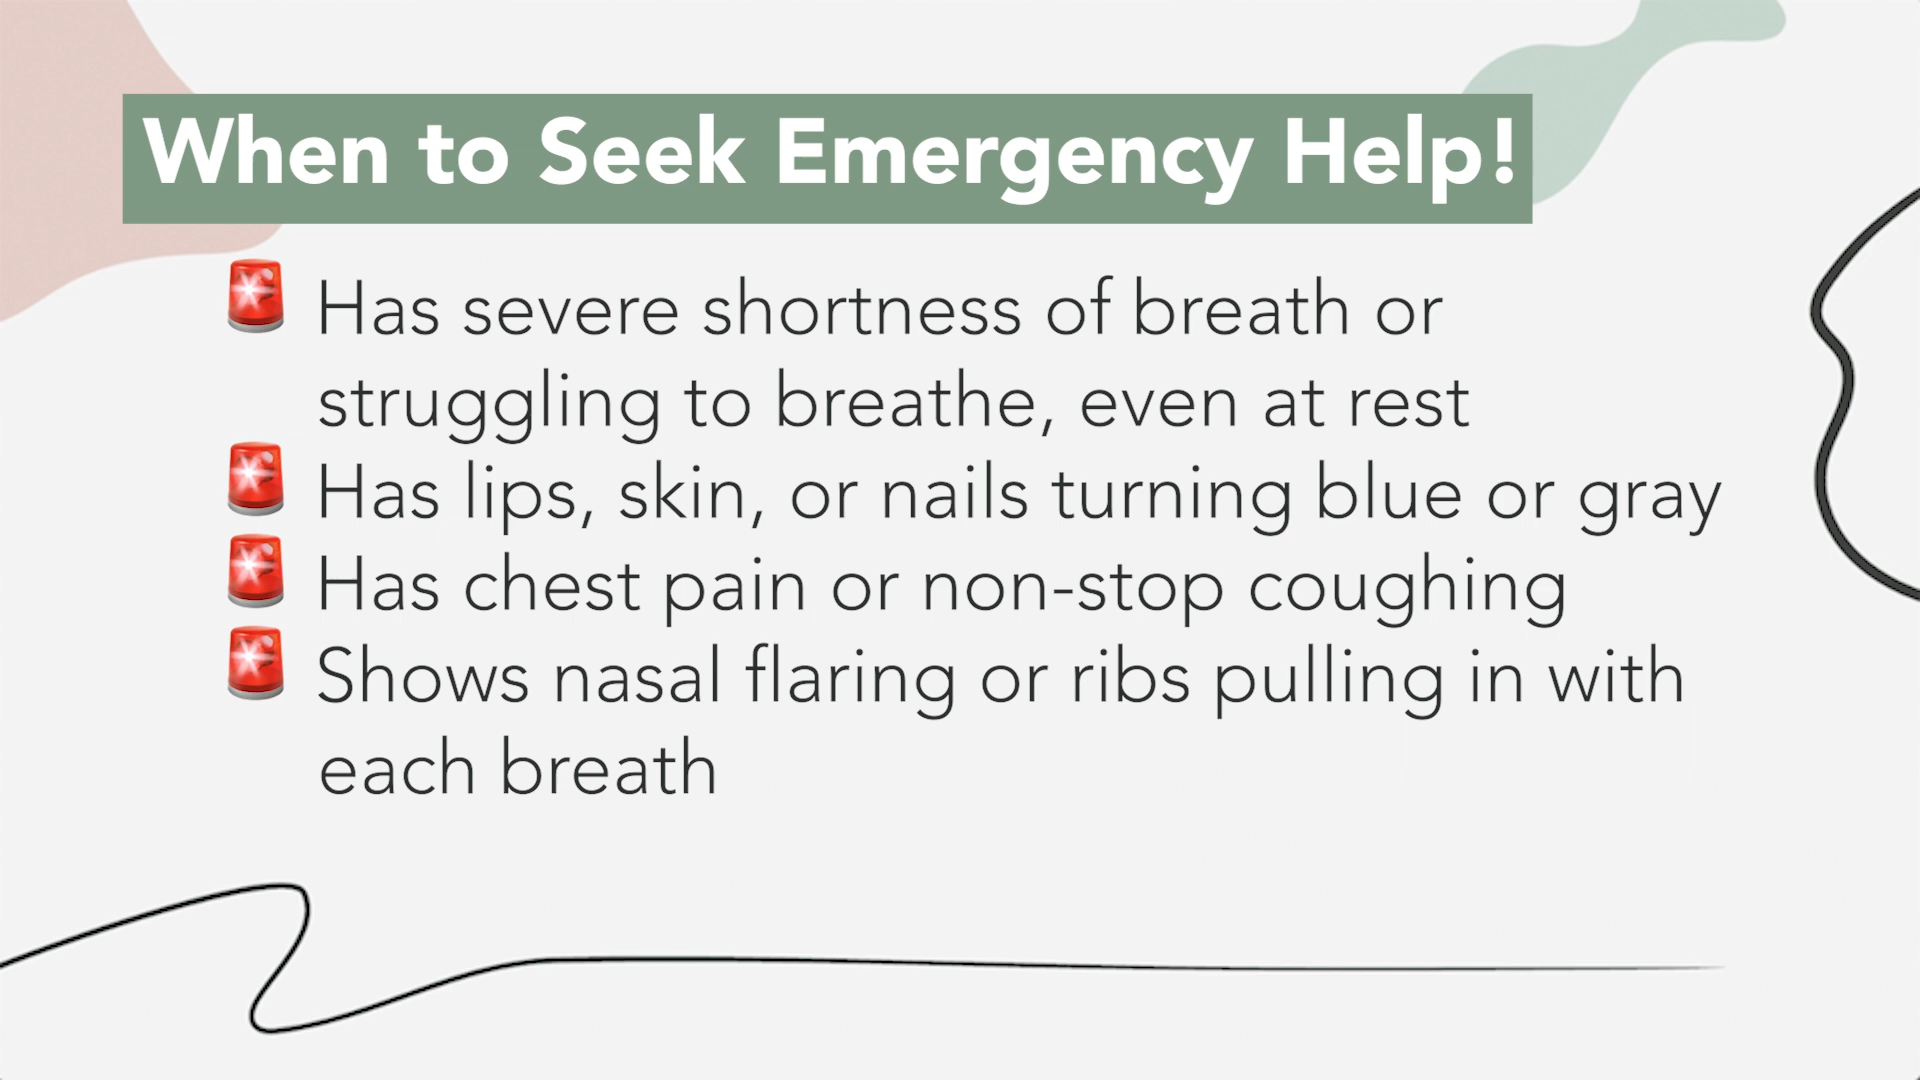 When to Seek Emergency Help!
Has severe shortness of breath or
struggling to breathe, even at rest
Has lips, skin, or nails turning blue or gray
Has chest pain or non-stop coughing
Shows nasal flaring or ribs pulling in with
each breath